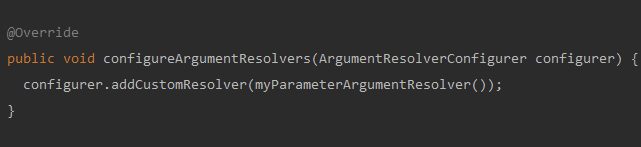 @Override
public void configureArgumentResolvers(ArgumentResolverConfigurer configurer) {
  configurer.addCustomResolver(myParameterArgumentResolver());
}